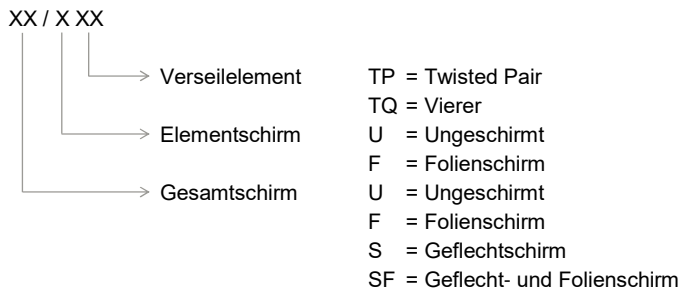 XX / X XX
Verseilelement TP = Twisted Pair
TQ = Vierer
Elementschirm U = Ungeschirmt
F = Folienschirm
Gesamtschirm U = Ungeschirmt
F = Folienschirm
S = Geflechtschirm
SF = Geflecht- und Folienschirm